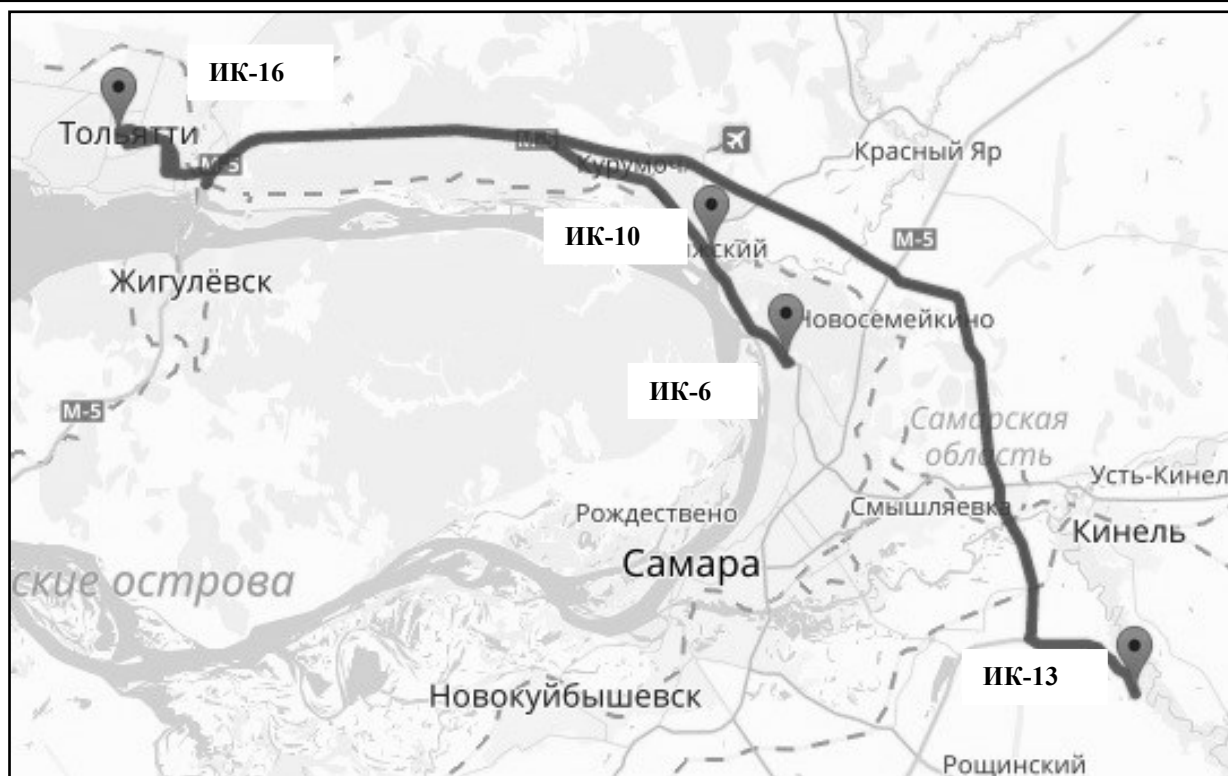 ИК-16
Тольятти
М-5
М-5
Курумоч
Красный Яр
ИК-10
жский
М-5
Жигулёвск
Новосемейкино
ИК-6
М-5
Самарская
область
Усть-Кинел
Рождествено
Смышляевка
Кинель
Самара
ские острова
ИК-13
Новокуйбышевск
Рощинский